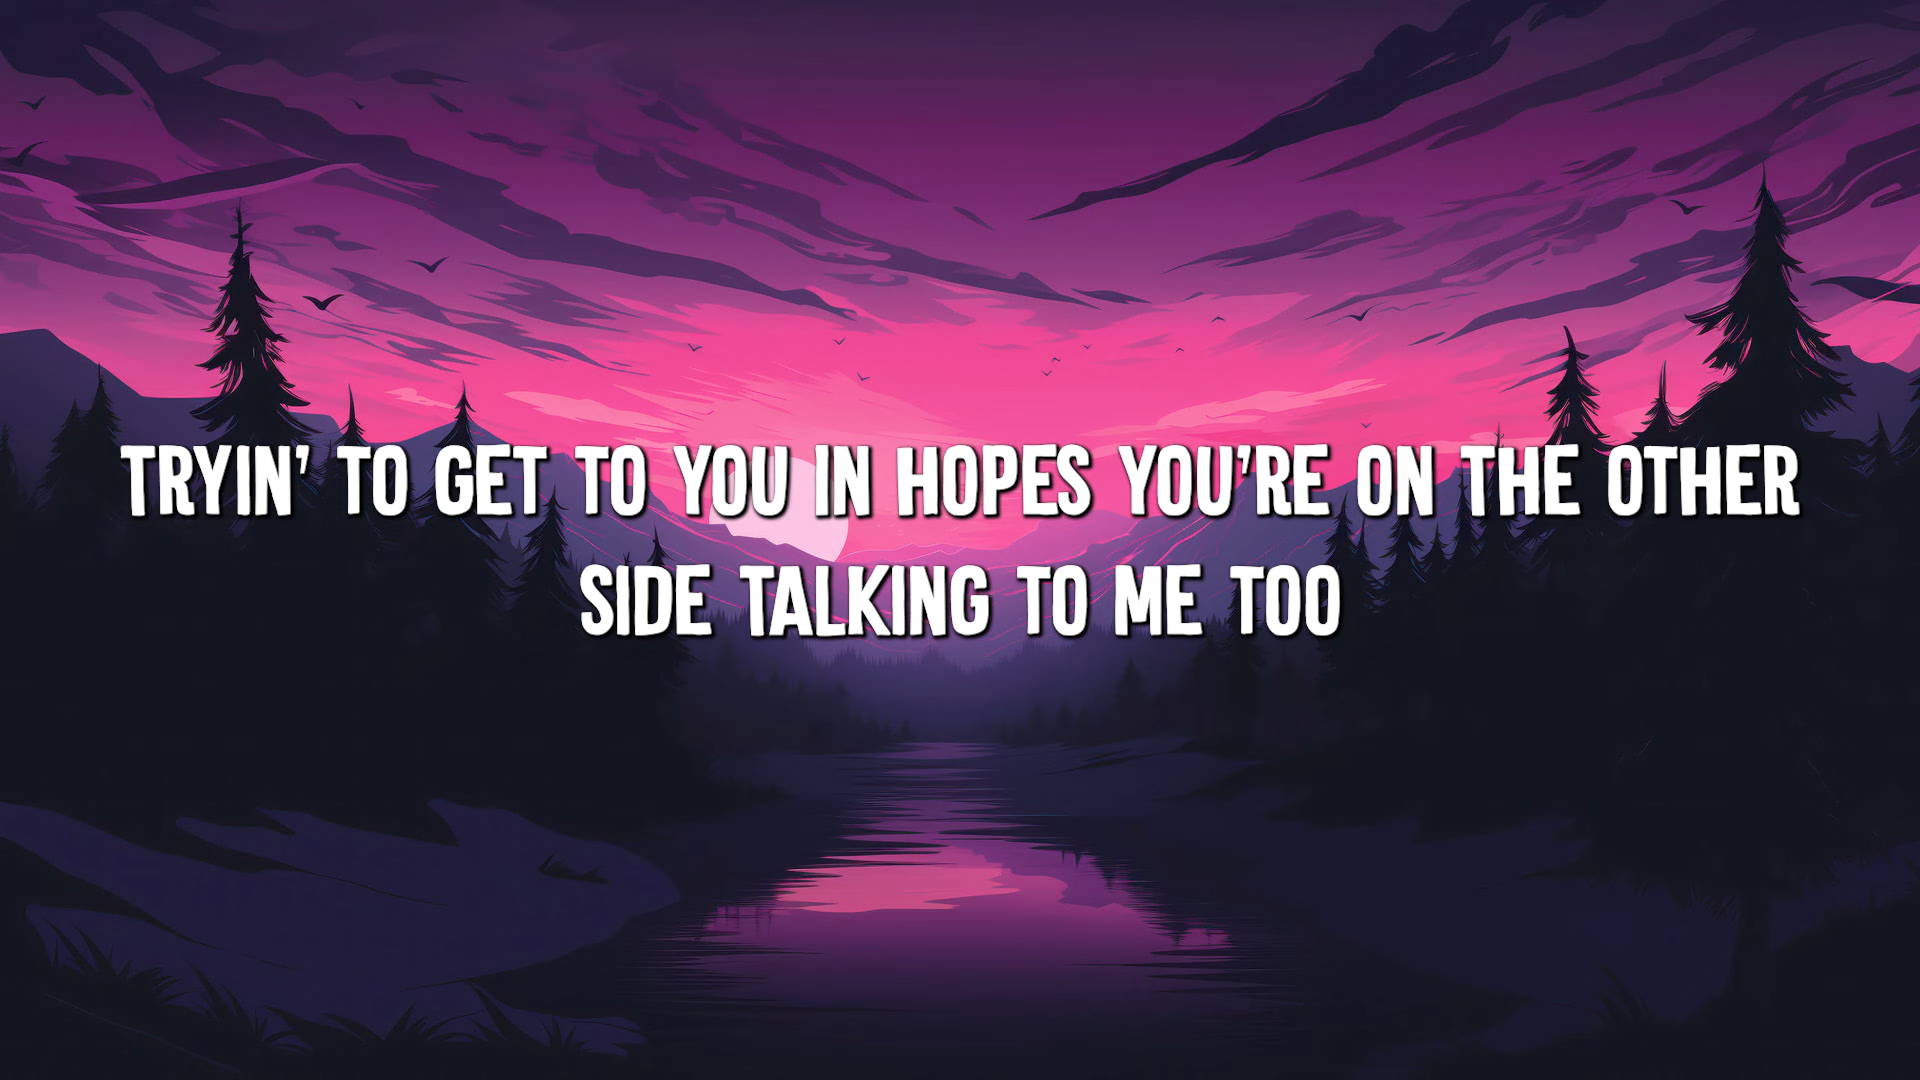 TRYIN' TO GET TO YOU IN HOPES YOU'RE ON THE OTHER
SIDE TALKING TO ME TOO